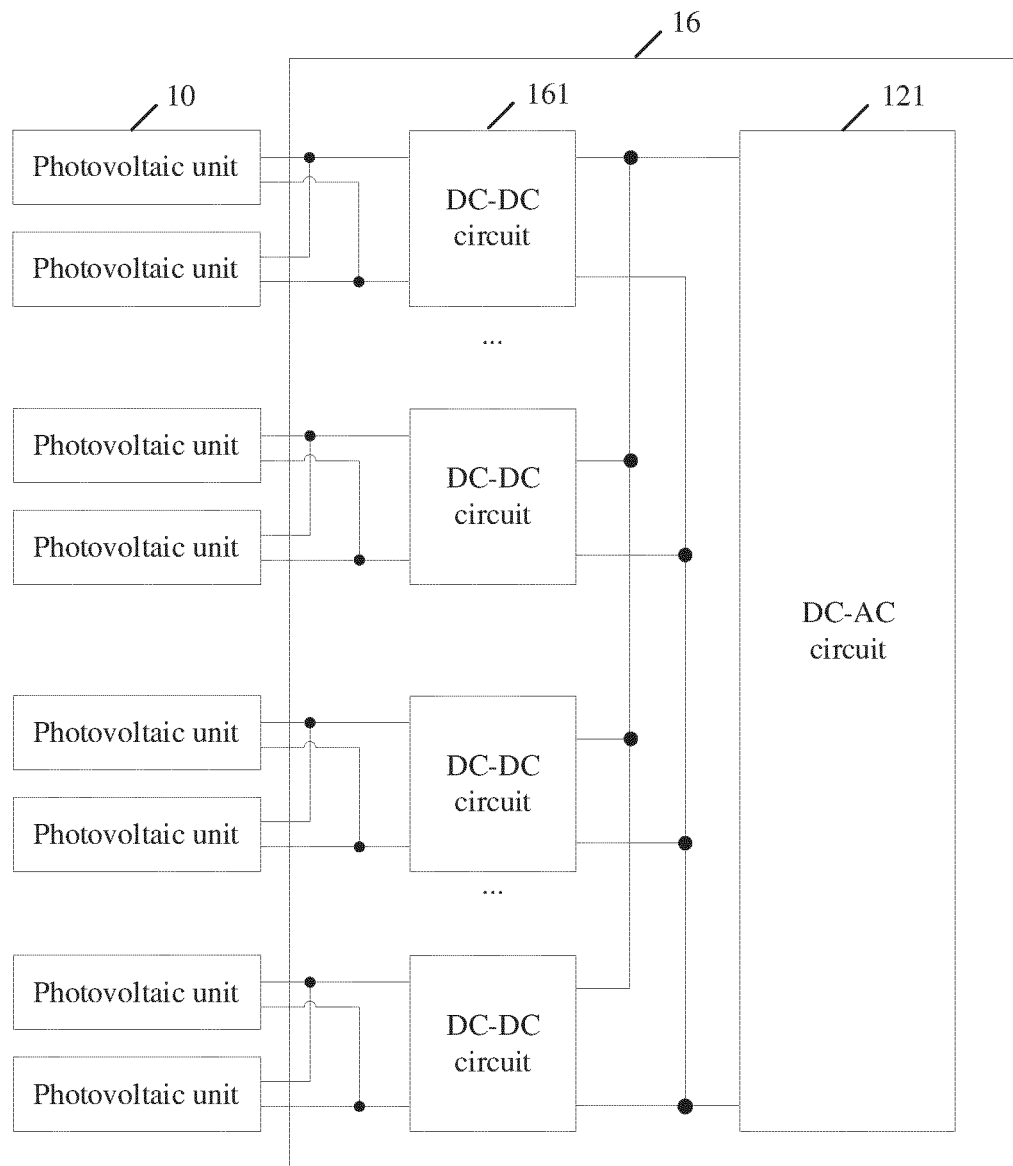 16
10
161
121
Photovoltaic unit
Photovoltaic unit
DC-DC
circuit
...
Photovoltaic unit
Photovoltaic unit
DC-DC
circuit
DC-AC
circuit
Photovoltaic unit
Photovoltaic unit
DC-DC
circuit
...
Photovoltaic unit
Photovoltaic unit
DC-DC
circuit